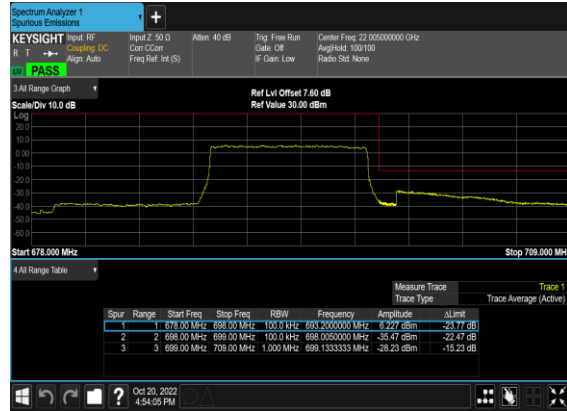 Spectrum Analyzer 1
Spurious Emissions
+
KEYSIGHT Input: RF Input Z: 50 Ω Atten: 40 dB Trig: Free Run Center Freq: 22.005000000 GHz
R T Coupling: DC Corr CCorr Gate: Off Avg|Hold: 100/100
Align: Auto Freq Ref: Int (S) IF Gain: Low Radio Std: None
PASS
3 All Range Graph
Ref Lvl Offset 7.60 dB
Scale/Div 10.0 dB Ref Value 30.00 dBm
Log
20.0
10.0
0.00
-10.0
-20.0
-30.0
-40.0
-50.0
-60.0
Start 678.000 MHz Stop 709.000 MH
4 All Range Table
Measure Trace Trace 1
Trace Type Trace Average (Active)
Spur Range Start Freq Stop Freq RBW Frequency Amplitude ΔLimit
1 1 678.00 MHz 698.00 MHz 100.0 kHz 693.2000000 MHz 6.227 dBm -23.77 dB
2 2 698.00 MHz 699.00 MHz 100.0 kHz 698.0050000 MHz -35.47 dBm -22.47 dB
3 3 699.00 MHz 709.00 MHz 1.000 MHz 699.1333333 MHz -28.23 dBm -15.23 dB
? Oct 20, 2022
4:54:05 PM